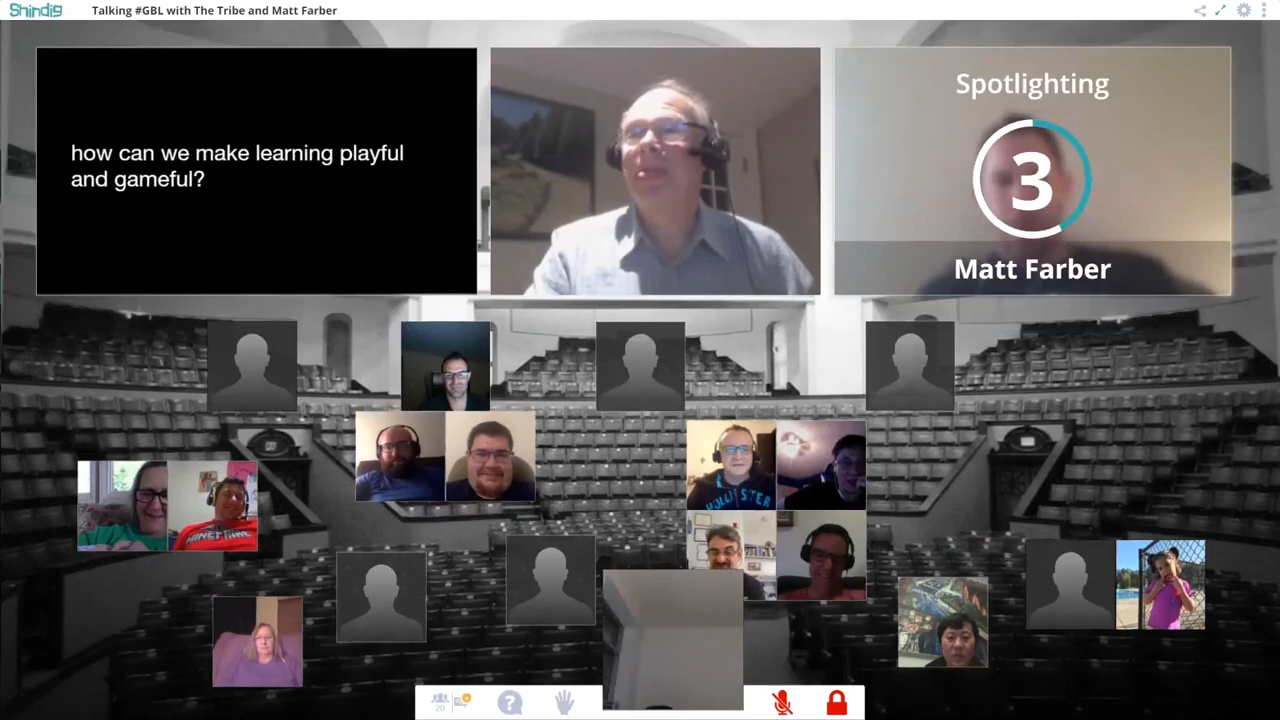 Shindig
Talking #GBL with The Tribe and Matt Farber
how can we make learning playful
and gameful?
Spotlighting
3
Matt Farber
20
?